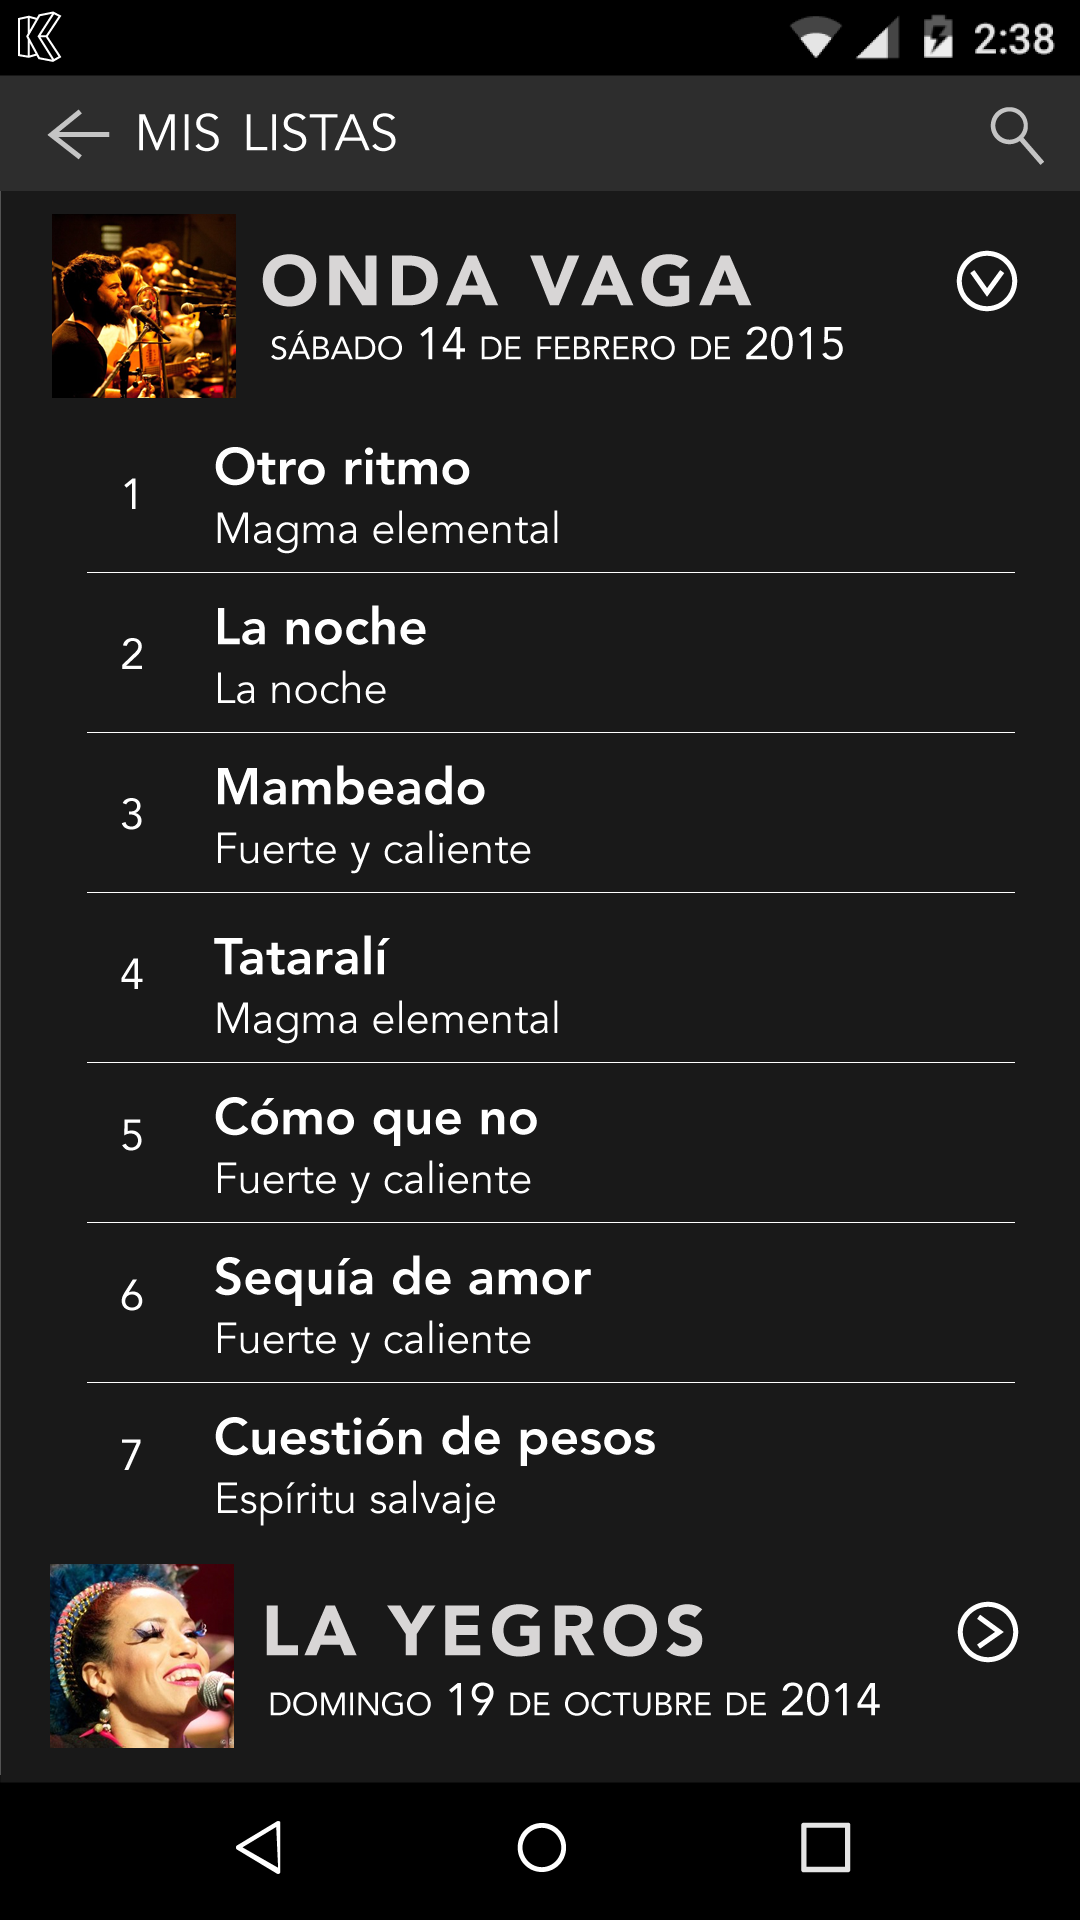 2:38
MIS LISTAS
ONDA VAGA
SÁBADO 14 DE FEBRERO DE 2015
1
Otro ritmo
Magma elemental
2
La noche
La noche
3
Mambeado
Fuerte y caliente
4
Tataralí
Magma elemental
5
Cómo que no
Fuerte y caliente
6
Sequía de amor
Fuerte y caliente
7
Cuestión de pesos
Espíritu salvaje
LA YEGROS
DOMINGO 19 DE OCTUBRE DE 2014